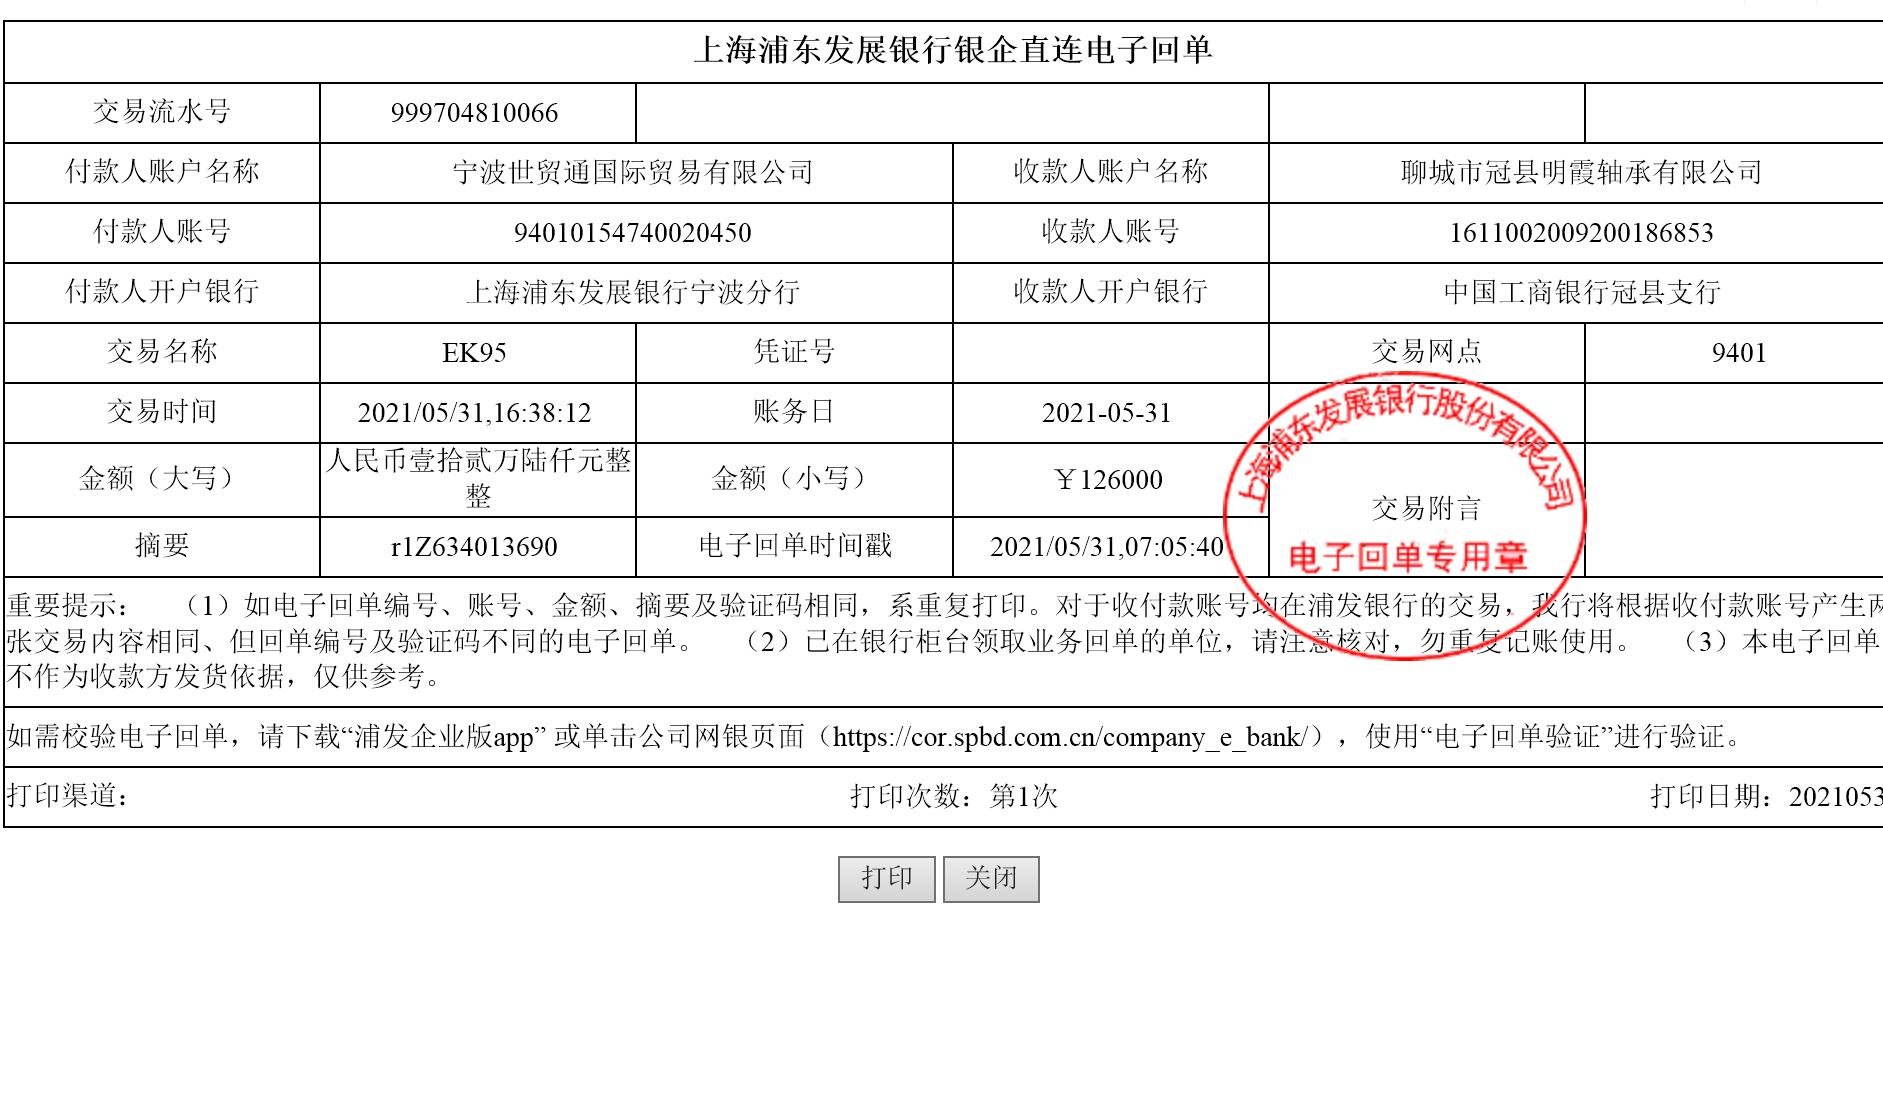 上海浦东发展银行银企直连电子回单
交易流水号 999704810066
付款人账户名称 宁波世贸通国际贸易有限公司 收款人账户名称 聊城市冠县明霞轴承有限公司
付款人账号 94010154740020450 收款人账号 1611002009200186853
付款人开户银行 上海浦东发展银行宁波分行 收款人开户银行 中国工商银行冠县支行
交易名称 EK95 凭证号 交易网点 9401
交易时间 2021/05/31,16:38:12 账务日 2021-05-31
上海浦东发展银行股份有限公司
金额（大写） 人民币壹拾贰万陆仟元整
整 金额（小写） ￥126000
交易附言
摘要 r1Z634013690 电子回单时间戳 2021/05/31,07:05:40
电子回单专用章
重要提示： （1）如电子回单编号、账号、金额、摘要及验证码相同，系重复打印。对于收付款账号均在浦发银行的交易，我行将根据收付款账号产生两
张交易内容相同、但回单编号及验证码不同的电子回单。 （2）已在银行柜台领取业务回单的单位，请注意核对，勿重复记账使用。 （3）本电子回单
不作为收款方发货依据，仅供参考。
如需校验电子回单，请下载“浦发企业版app” 或单击公司网银页面（https://cor.spbd.com.cn/company_e_bank/），使用“电子回单验证”进行验证。
打印渠道： 打印次数：第1次 打印日期：2021053
打印 关闭